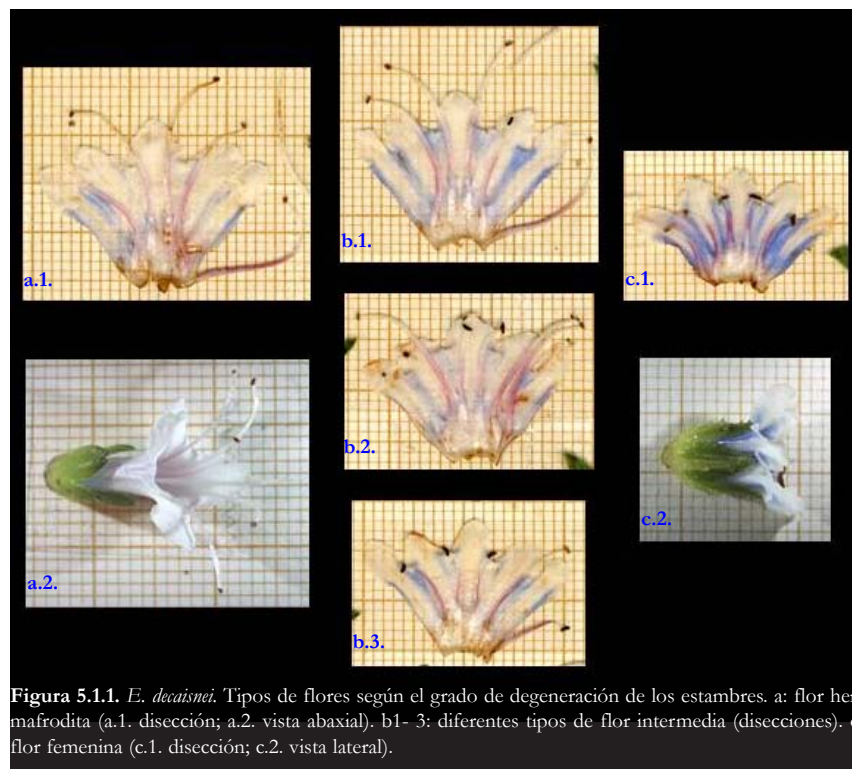 a.1.
b.1.
c.1.
b.2.
a.2.
c.2.
b.3.
Figura 5.1.1. E. decaisnei. Tipos de flores según el grado de degeneración de los estambres. a: flor her
mafrodita (a.1. disección; a.2. vista abaxial). b1- 3: diferentes tipos de flor intermedia (disecciones).
flor femenina (c.1. disección; c.2. vista lateral).